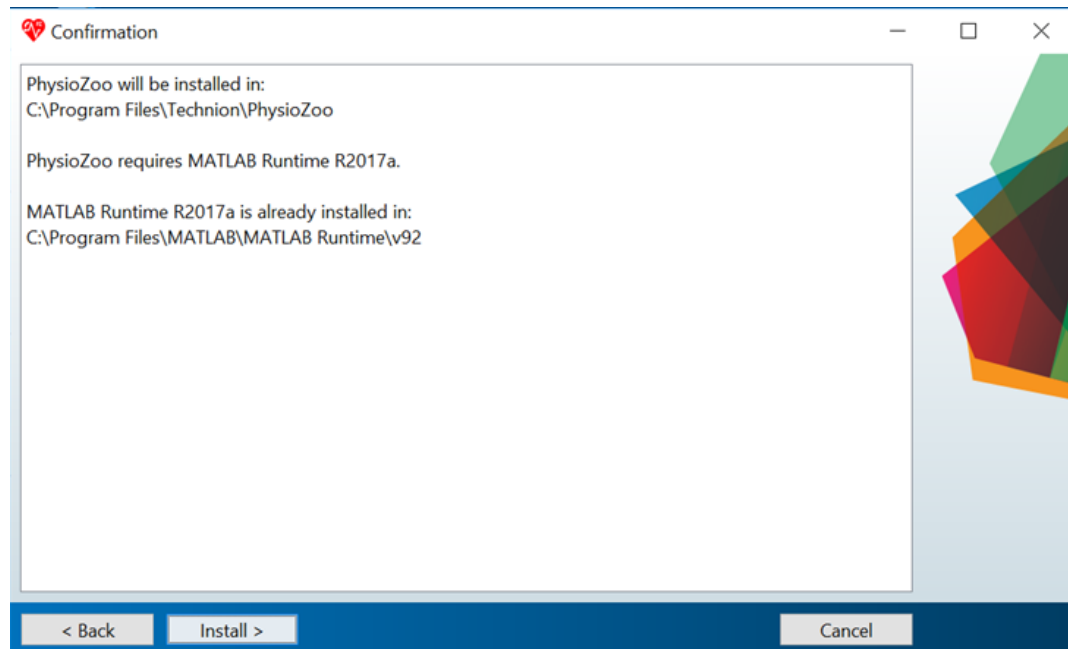 Confirmation
PhysioZoo will be installed in:
C:\Program Files\Technion\PhysioZoo
PhysioZoo requires MATLAB Runtime R2017a.
MATLAB Runtime R2017a is already installed in:
C:\Program Files\MATLAB\MATLAB Runtime\v92
< Back Install > Cancel